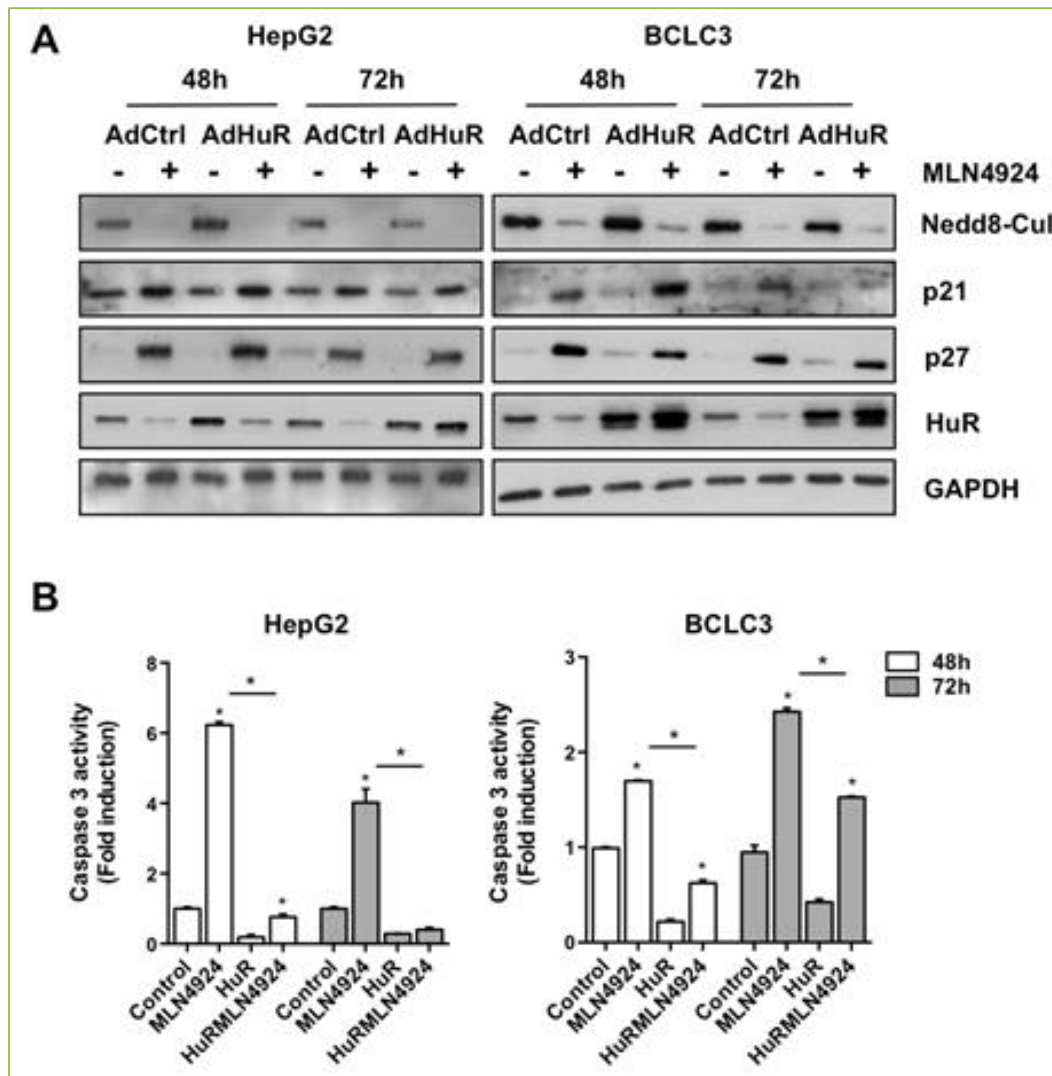 A
HepG2 BCLC3
48h 72h 48h 72h
AdCtrl AdHuR AdCtrl AdHuR AdCtrl AdHuR AdCtrl AdHuR
- + - + - + - + - + - + - + - + MLN4924
Nedd8-Cul
p21
p27
HuR
GAPDH
B
HepG2
Caspase 3 activity
(Fold induction)
8
6
4
2
0
* * * * *
Control MLN4924 HuR HuRMLN4924 Control MLN4924 HuR HuRMLN4924
BCLC3
Caspase 3 activity
(Fold induction)
3
2
1
0
* * * * * *
Control MLN4924 HuR HuRMLN4924 Control MLN4924 HuR HuRMLN4924
48h
72h